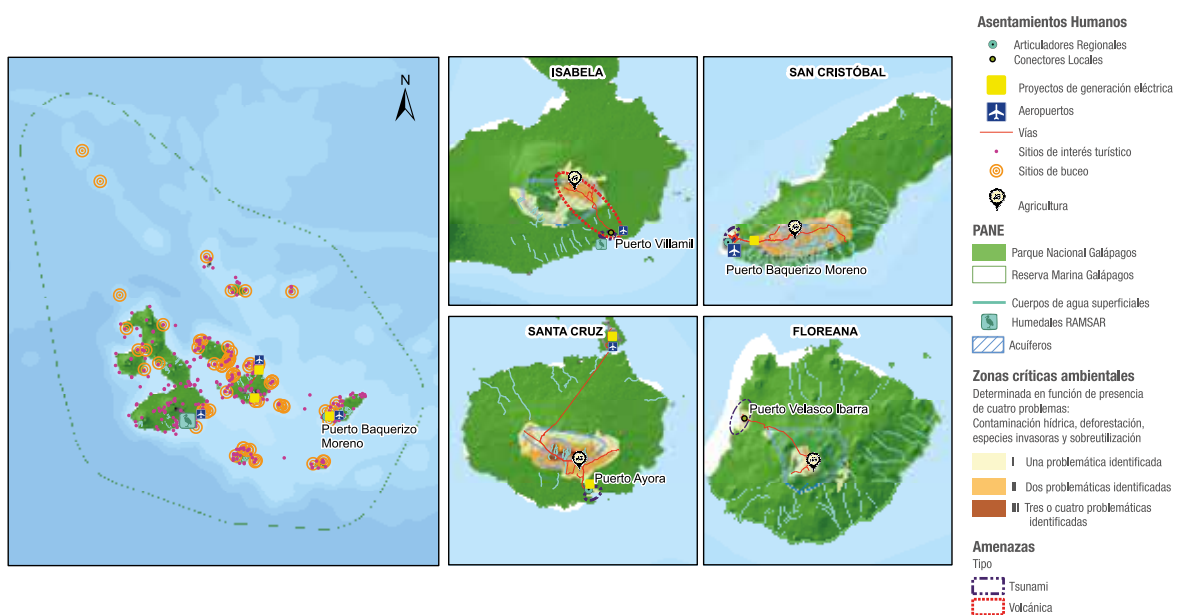 N
Puerto Baquerizo
Moreno
ISABELA
Puerto Villamil
SAN CRISTÓBAL
Puerto Baquerizo Moreno
SANTA CRUZ
Puerto Ayora
FLOREANA
Puerto Velasco Ibarra
Asentamientos Humanos
Articuladores Regionales
Conectores Locales
Proyectos de generación eléctrica
Aeropuertos
Vías
Sitios de interés turístico
Sitios de buceo
Agricultura
PANE
Parque Nacional Galápagos
Reserva Marina Galápagos
Cuerpos de agua superficiales
Humedales RAMSAR
Acuíferos
Zonas críticas ambientales
Determinada en función de presencia
de cuatro problemas:
Contaminación hídrica, deforestación,
especies invasoras y sobreutilización
I Una problemática identificada
II Dos problemáticas identificadas
III Tres o cuatro problemáticas
identificadas
Amenazas
Tipo
Tsunami
Volcánica